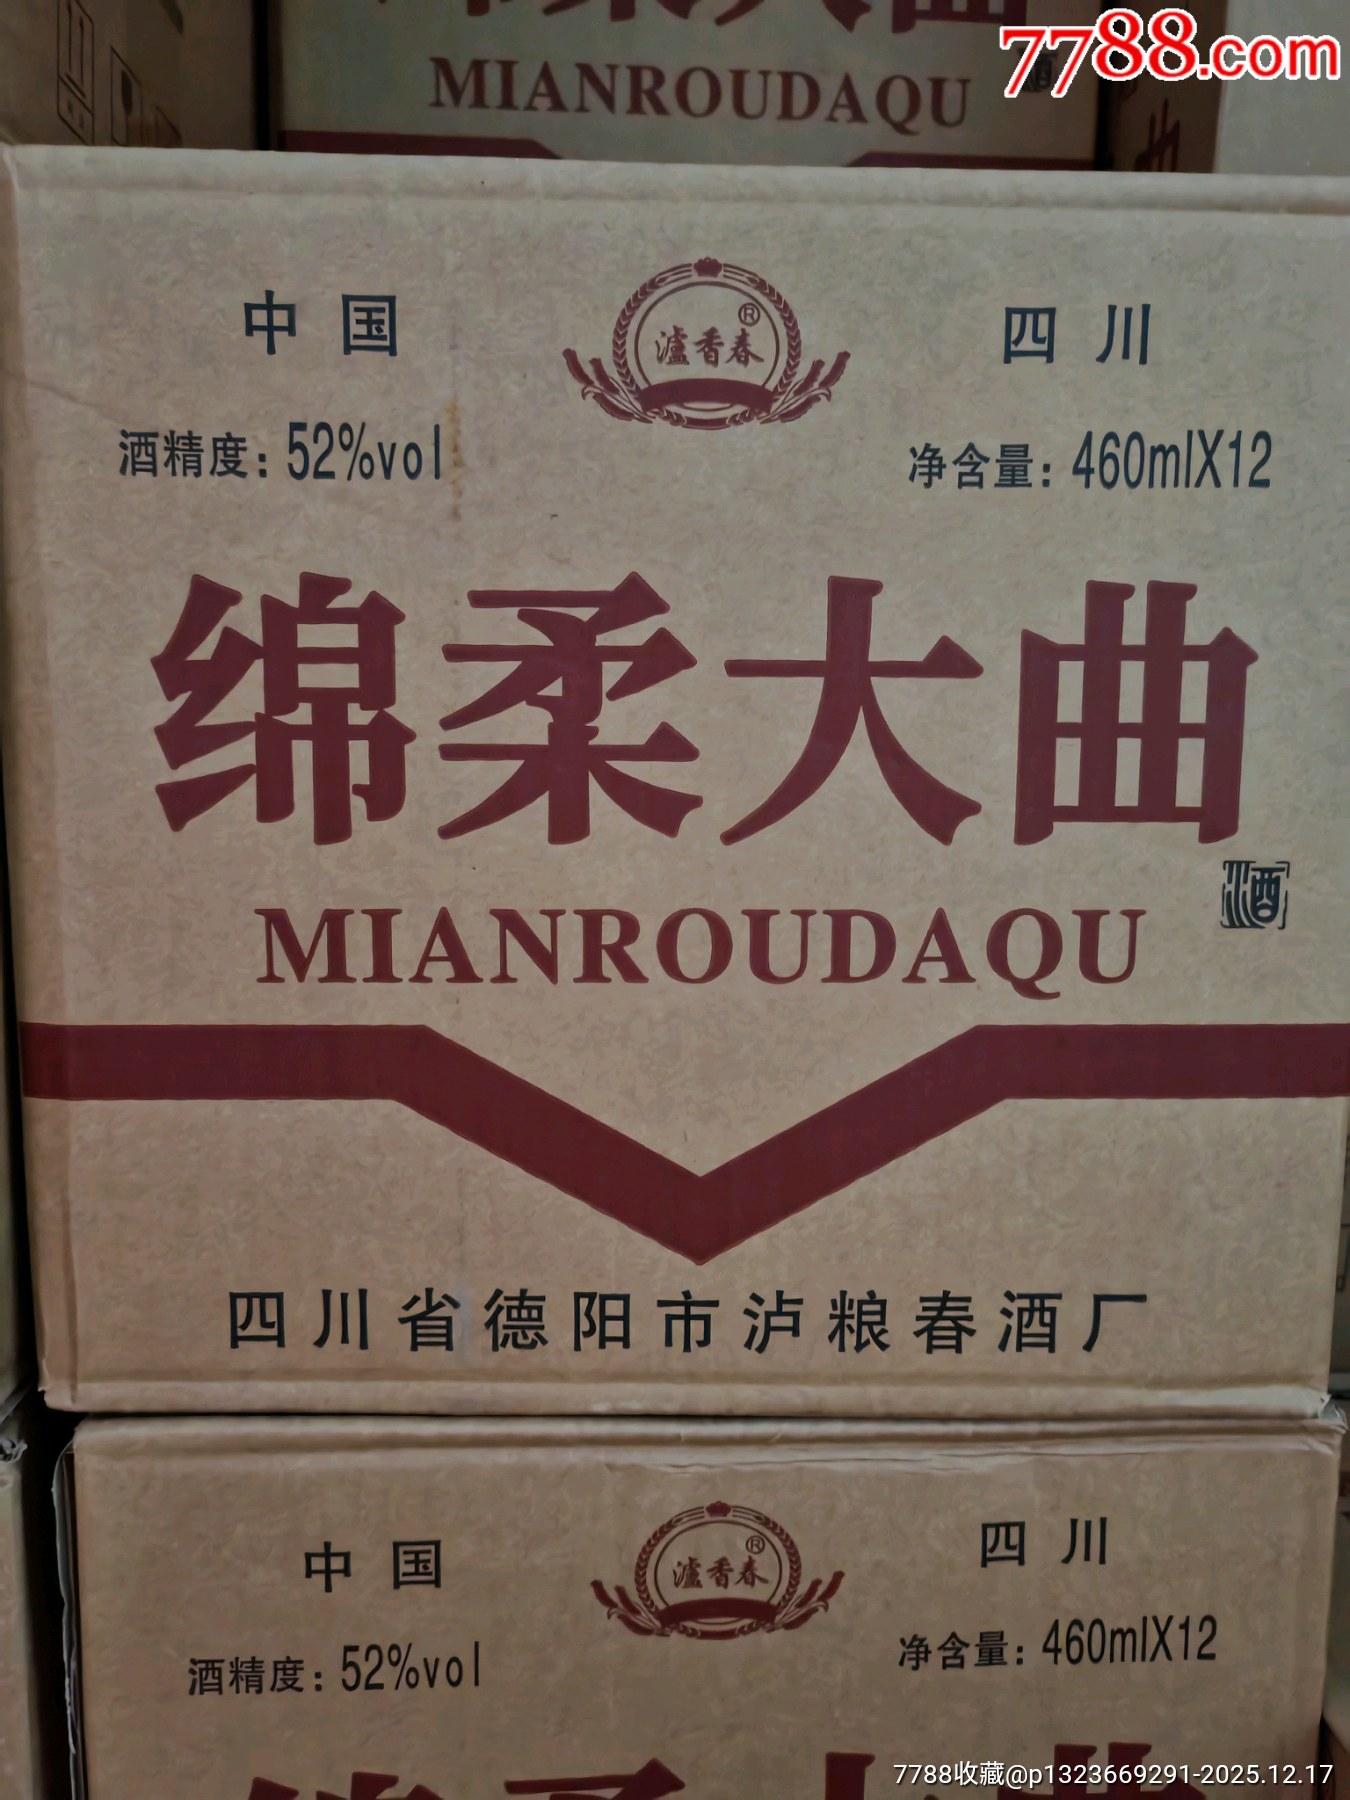 7788.com
MIANROUDAQU
中国
瀘香春®
四川
酒精度：52%vol
净含量：460mlX12
绵柔大曲
酒
MIANROUDAQU
四川省德阳市泸粮春酒厂
中国
瀘香春®
四川
酒精度：52%vol
净含量：460mlX12
7788收藏@p1323669291-2025.12.17